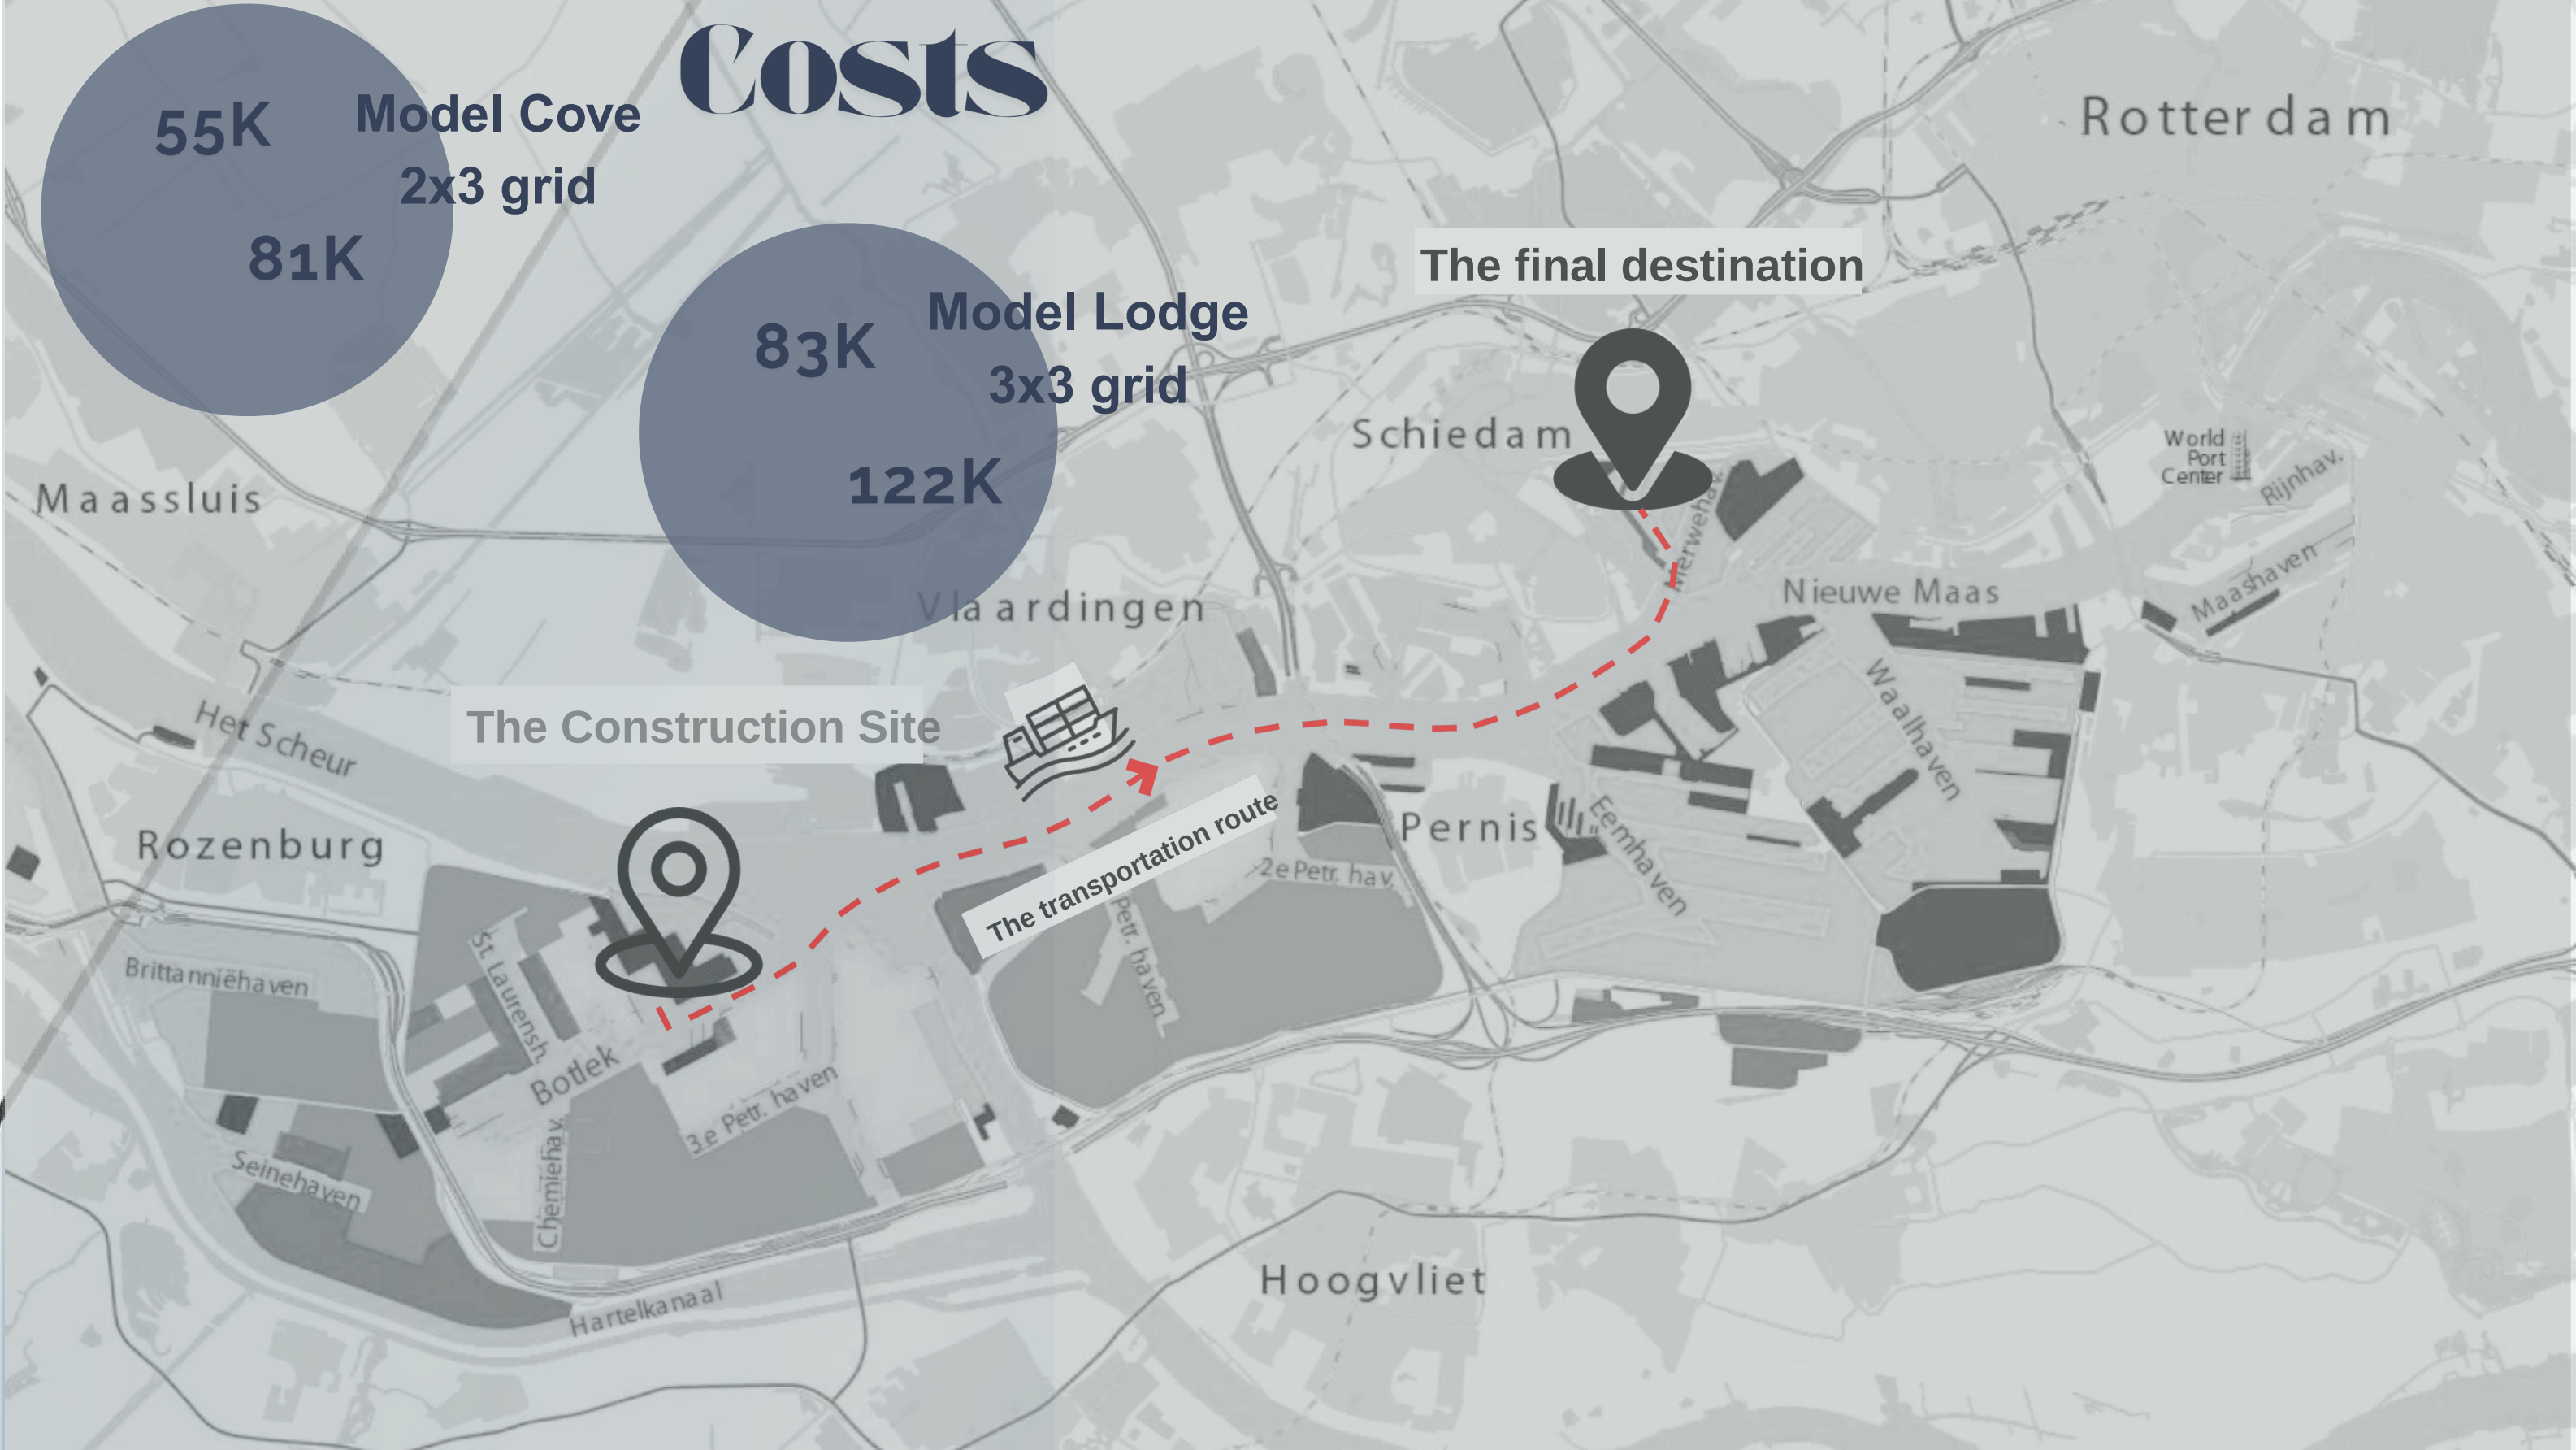 Costs
55K
81K
Model Cove
2x3 grid
83K
122K
Model Lodge
3x3 grid
Rotterdam
The final destination
Schiedam
World
Port
Center
Rijnhav.
Maassluis
Merwehav.
Maashaven
Nieuwe Maas
Vlaardingen
Waalhaven
The Construction Site
Het Scheur
The transportation route
Rozenburg
Pernis
Eemhaven
2e Petr. hav.
Petr. haven
St Laurensh.
Brittanniëhaven
Botlek
3e Petr. haven
Chemiehav.
Seinehaven
Hartelkanaal
Hoogvliet